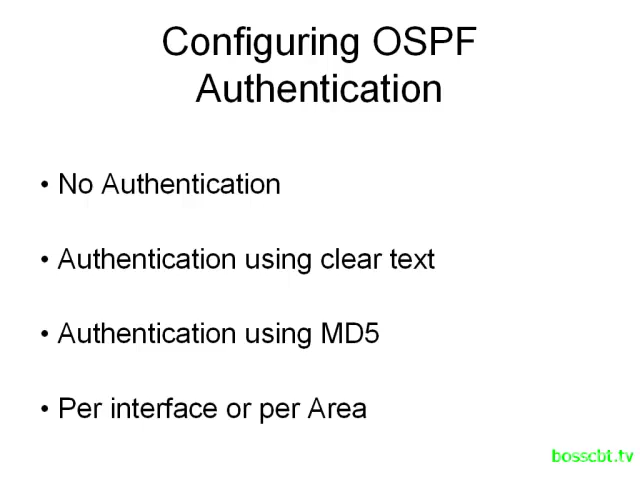 Configuring OSPF
Authentication
• No Authentication
• Authentication using clear text
• Authentication using MD5
• Per interface or per Area
bosscbt.tv